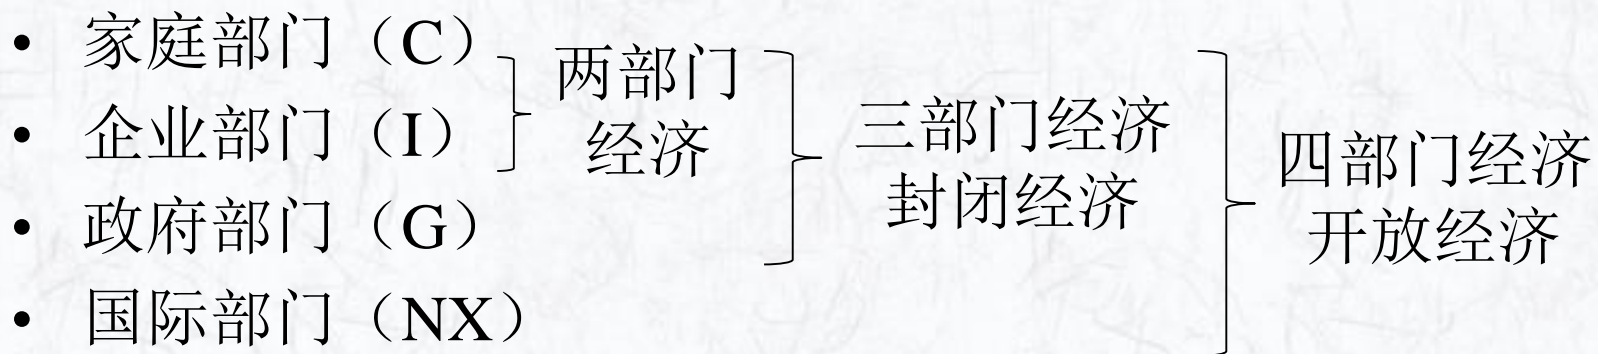 • 家庭部门（C）
• 企业部门（I）
• 政府部门（G）
• 国际部门（NX）
两部门
经济
三部门经济
封闭经济
四部门经济
开放经济